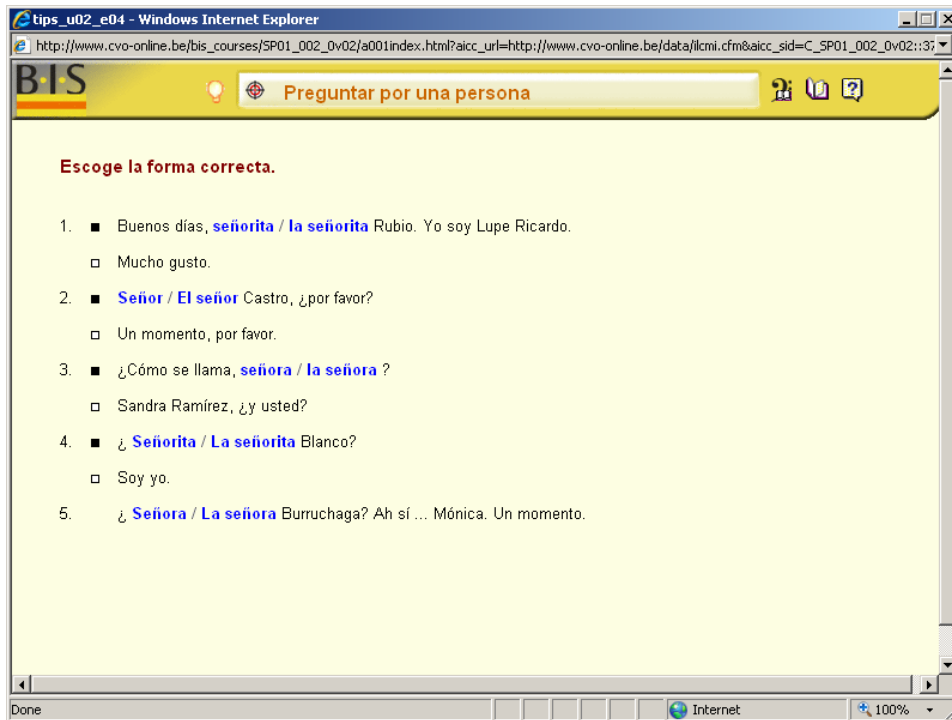 tips_u02_e04 - Windows Internet Explorer
http://www.cvo-online.be/bis_courses/SP01_002_0v02/a001index.html?aicc_url=http://www.cvo-online.be/data/ilcmi.cfm&aicc_sid=C_SP01_002_0v02::37
B·I·S
Preguntar por una persona
Escoge la forma correcta.
1. ■ Buenos días, señorita / la señorita Rubio. Yo soy Lupe Ricardo.
□ Mucho gusto.
2. ■ Señor / El señor Castro, ¿por favor?
□ Un momento, por favor.
3. ■ ¿Cómo se llama, señora / la señora ?
□ Sandra Ramírez, ¿y usted?
4. ■ ¿ Señorita / La señorita Blanco?
□ Soy yo.
5. ¿ Señora / La señora Burruchaga? Ah sí ... Mónica. Un momento.
Done Internet 100%